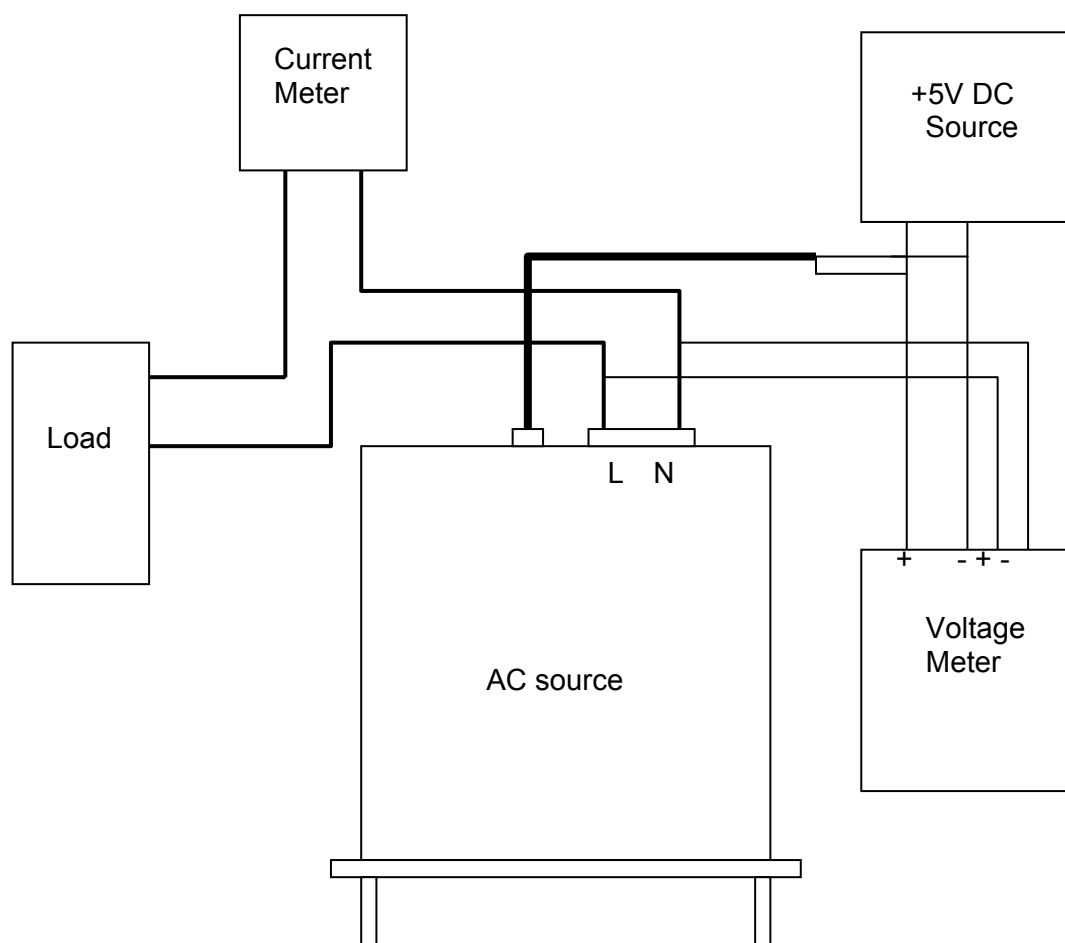 Current
Meter
+5V DC
Source
Load
L N
+ - + -
Voltage
Meter
AC source